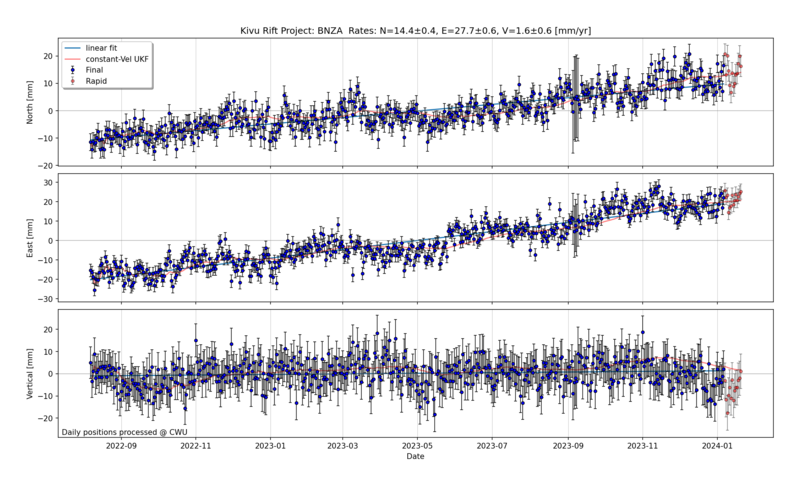 Kivu Rift Project: BNZA Rates: N=14.4±0.4, E=27.7±0.6, V=1.6±0.6 [mm/yr]
linear fit
constant-Vel UKF
Final
Rapid
North [mm]
20
10
0
−10
−20
East [mm]
30
20
10
0
−10
−20
−30
Vertical [mm]
20
10
0
−10
−20
Daily positions processed @ CWU
2022-09 2022-11 2023-01 2023-03 2023-05 2023-07 2023-09 2023-11 2024-01
Date